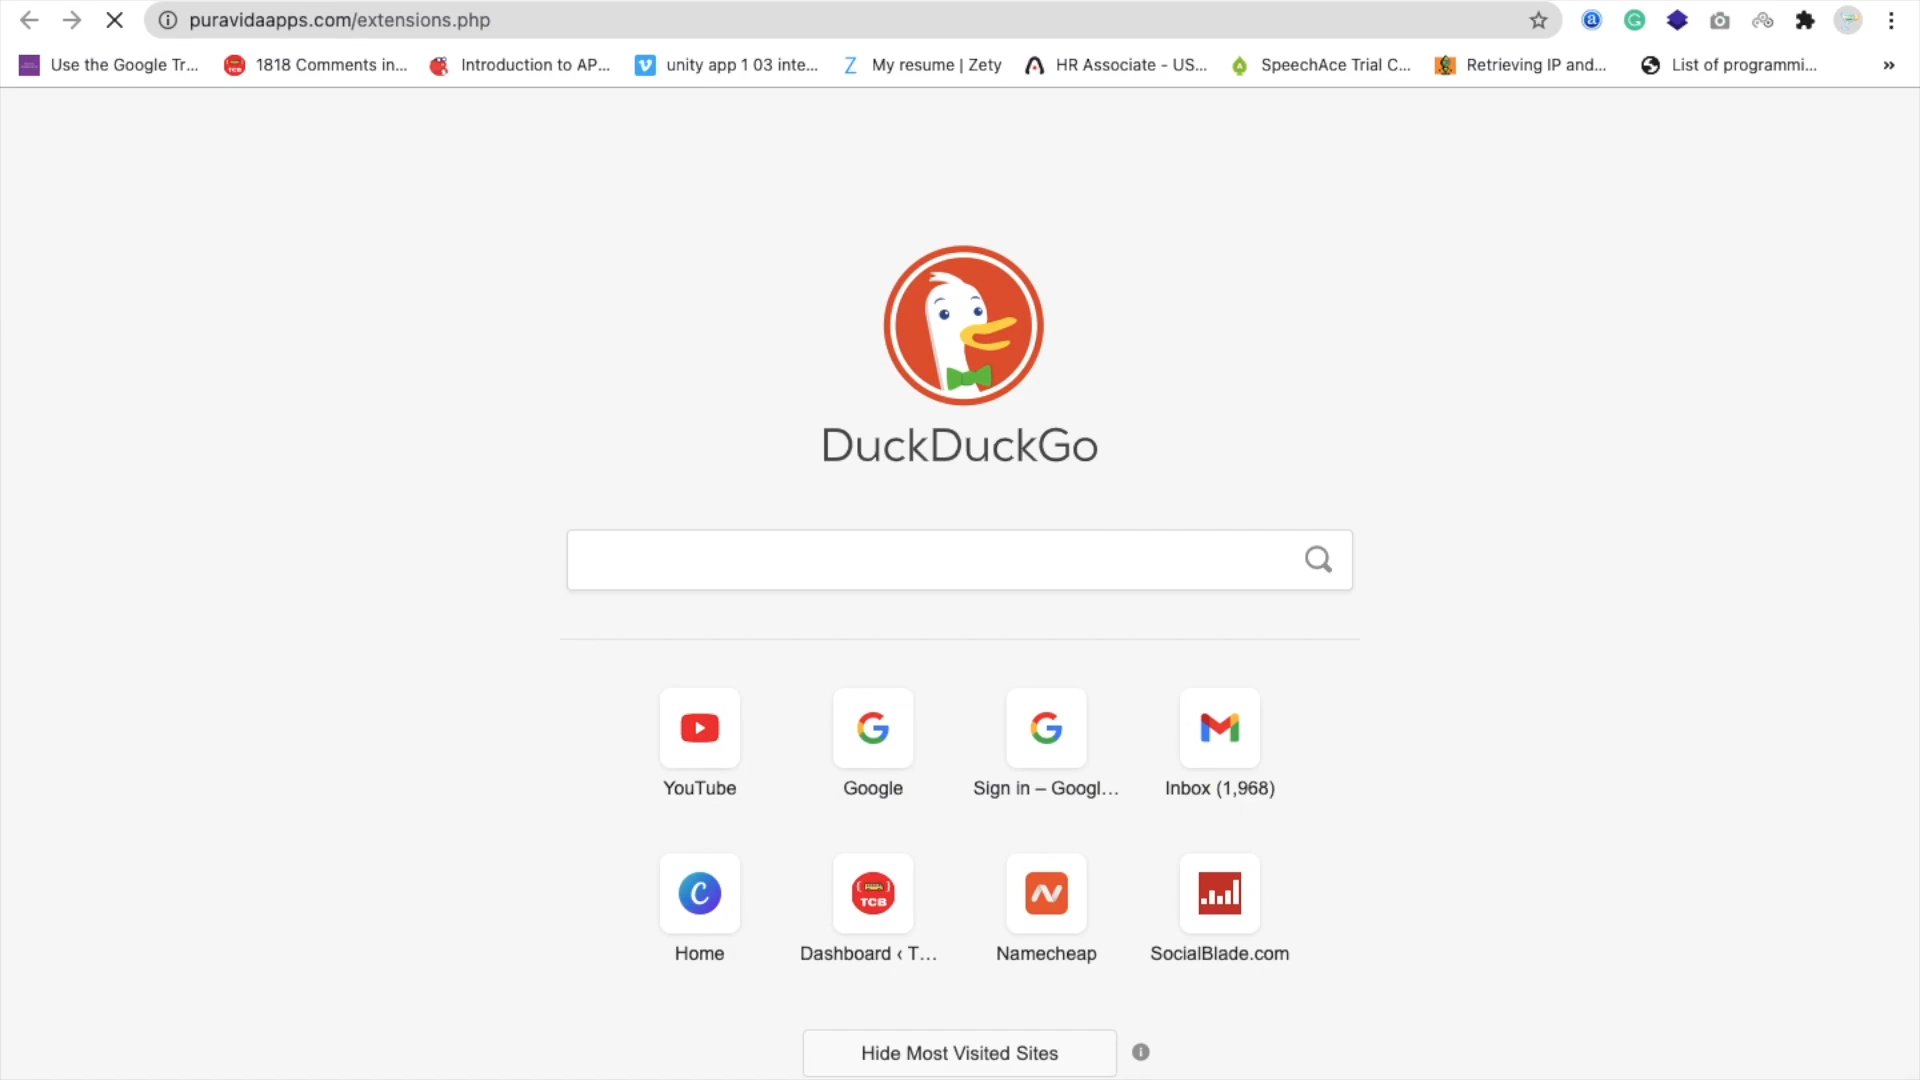 puravidaapps.com/extensions.php
Use the Google Tr...
1818 Comments in...
Introduction to AP...
unity app 1 03 inte...
My resume | Zety
HR Associate - US...
SpeechAce Trial C...
Retrieving IP and...
List of programmi...
»
DuckDuckGo
YouTube
Google
Sign in – Googl...
Inbox (1,968)
TCB
Home
Dashboard ‹ T...
Namecheap
SocialBlade.com
Hide Most Visited Sites